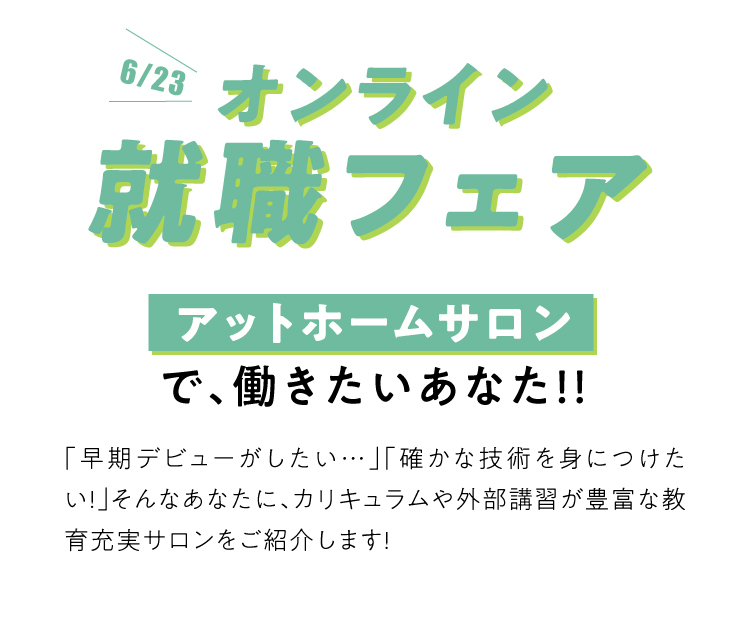 6/23
オンライン
就職フェア
アットホームサロン
で、働きたいあなた!!
「早期デビューがしたい…」「確かな技術を身につけた
い!」そんなあなたに、カリキュラムや外部講習が豊富な教
育充実サロンをご紹介します!